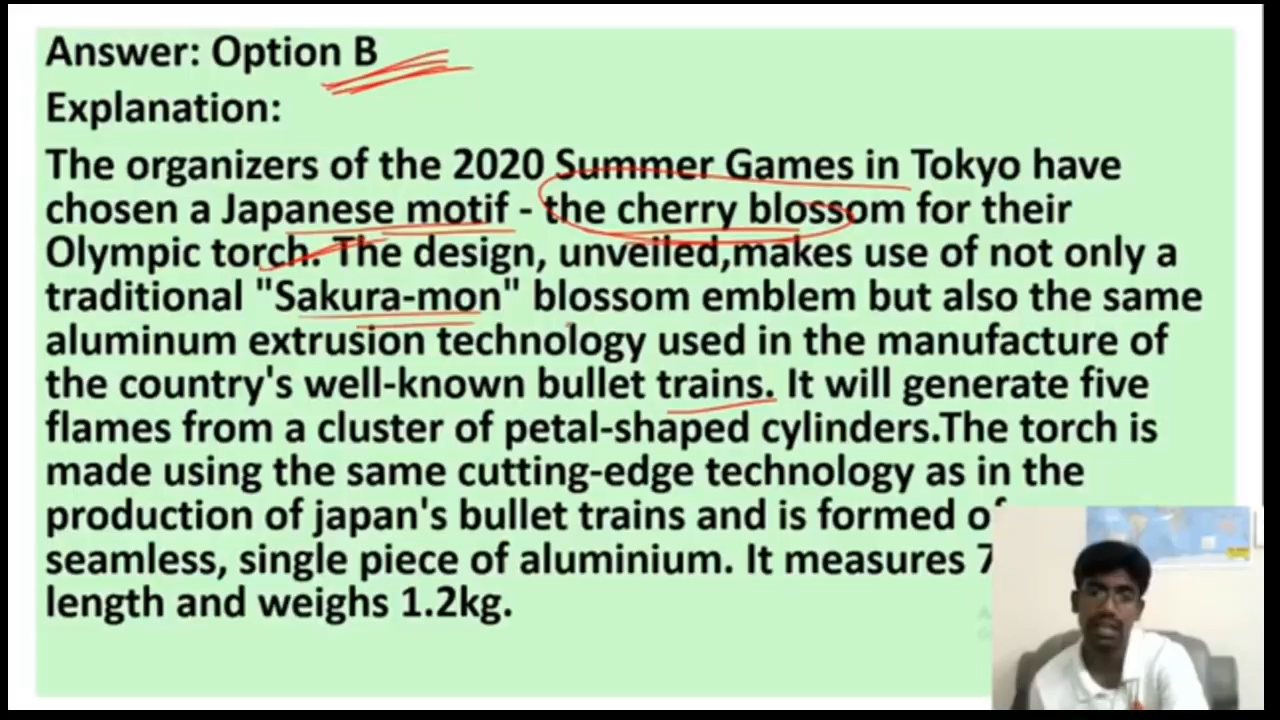 Answer: Option B
Explanation:
The organizers of the 2020 Summer Games in Tokyo have
chosen a Japanese motif - the cherry blossom for their
Olympic torch. The design, unveiled,makes use of not only a
traditional "Sakura-mon" blossom emblem but also the same
aluminum extrusion technology used in the manufacture of
the country's well-known bullet trains. It will generate five
flames from a cluster of petal-shaped cylinders.The torch is
made using the same cutting-edge technology as in the
production of japan's bullet trains and is formed of
seamless, single piece of aluminium. It measures 7
length and weighs 1.2kg.